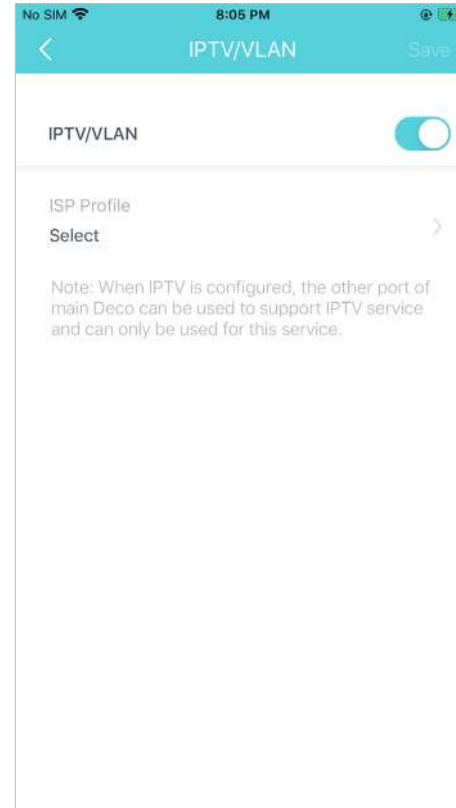 No SIM 8:05 PM
IPTV/VLAN Save
IPTV/VLAN
ISP Profile
Select
Note: When IPTV is configured, the other port of
main Deco can be used to support IPTV service
and can only be used for this service.